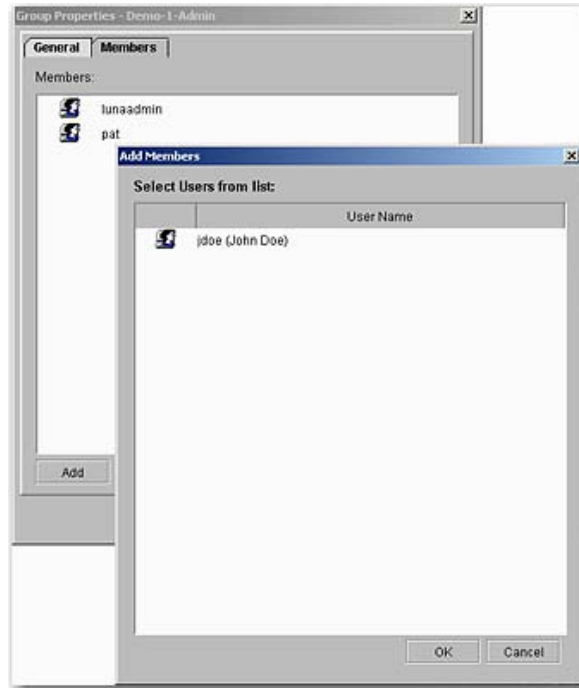 Group Properties - Demo-1-Admin
General Members
Members:
lunaadmin
pat
Add
Add Members
Select Users from list:
User Name
jdoe (John Doe)
OK Cancel